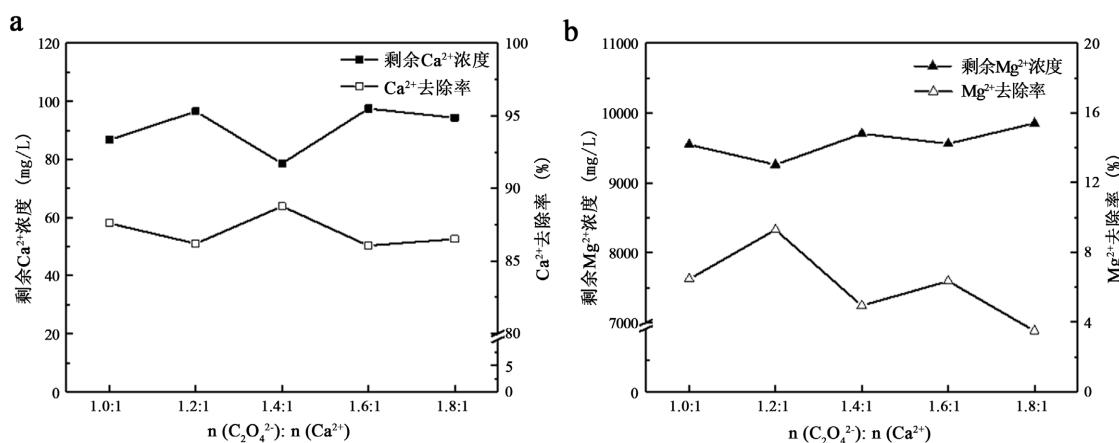 a
120
100
80
60
40
20
0
剩余Ca²⁺浓度 (mg/L)
100
95
90
85
80
5
0
Ca²⁺去除率 (%)
剩余Ca²⁺浓度
Ca²⁺去除率
1.0:1 1.2:1 1.4:1 1.6:1 1.8:1
n (C₂O₄²⁻): n (Ca²⁺)
b
11000
10000
9000
8000
7000
0
剩余Mg²⁺浓度 (mg/L)
20
16
12
8
4
0
Mg²⁺去除率 (%)
剩余Mg²⁺浓度
Mg²⁺去除率
1.0:1 1.2:1 1.4:1 1.6:1 1.8:1
n (C₂O₄²⁻): n (Ca²⁺)